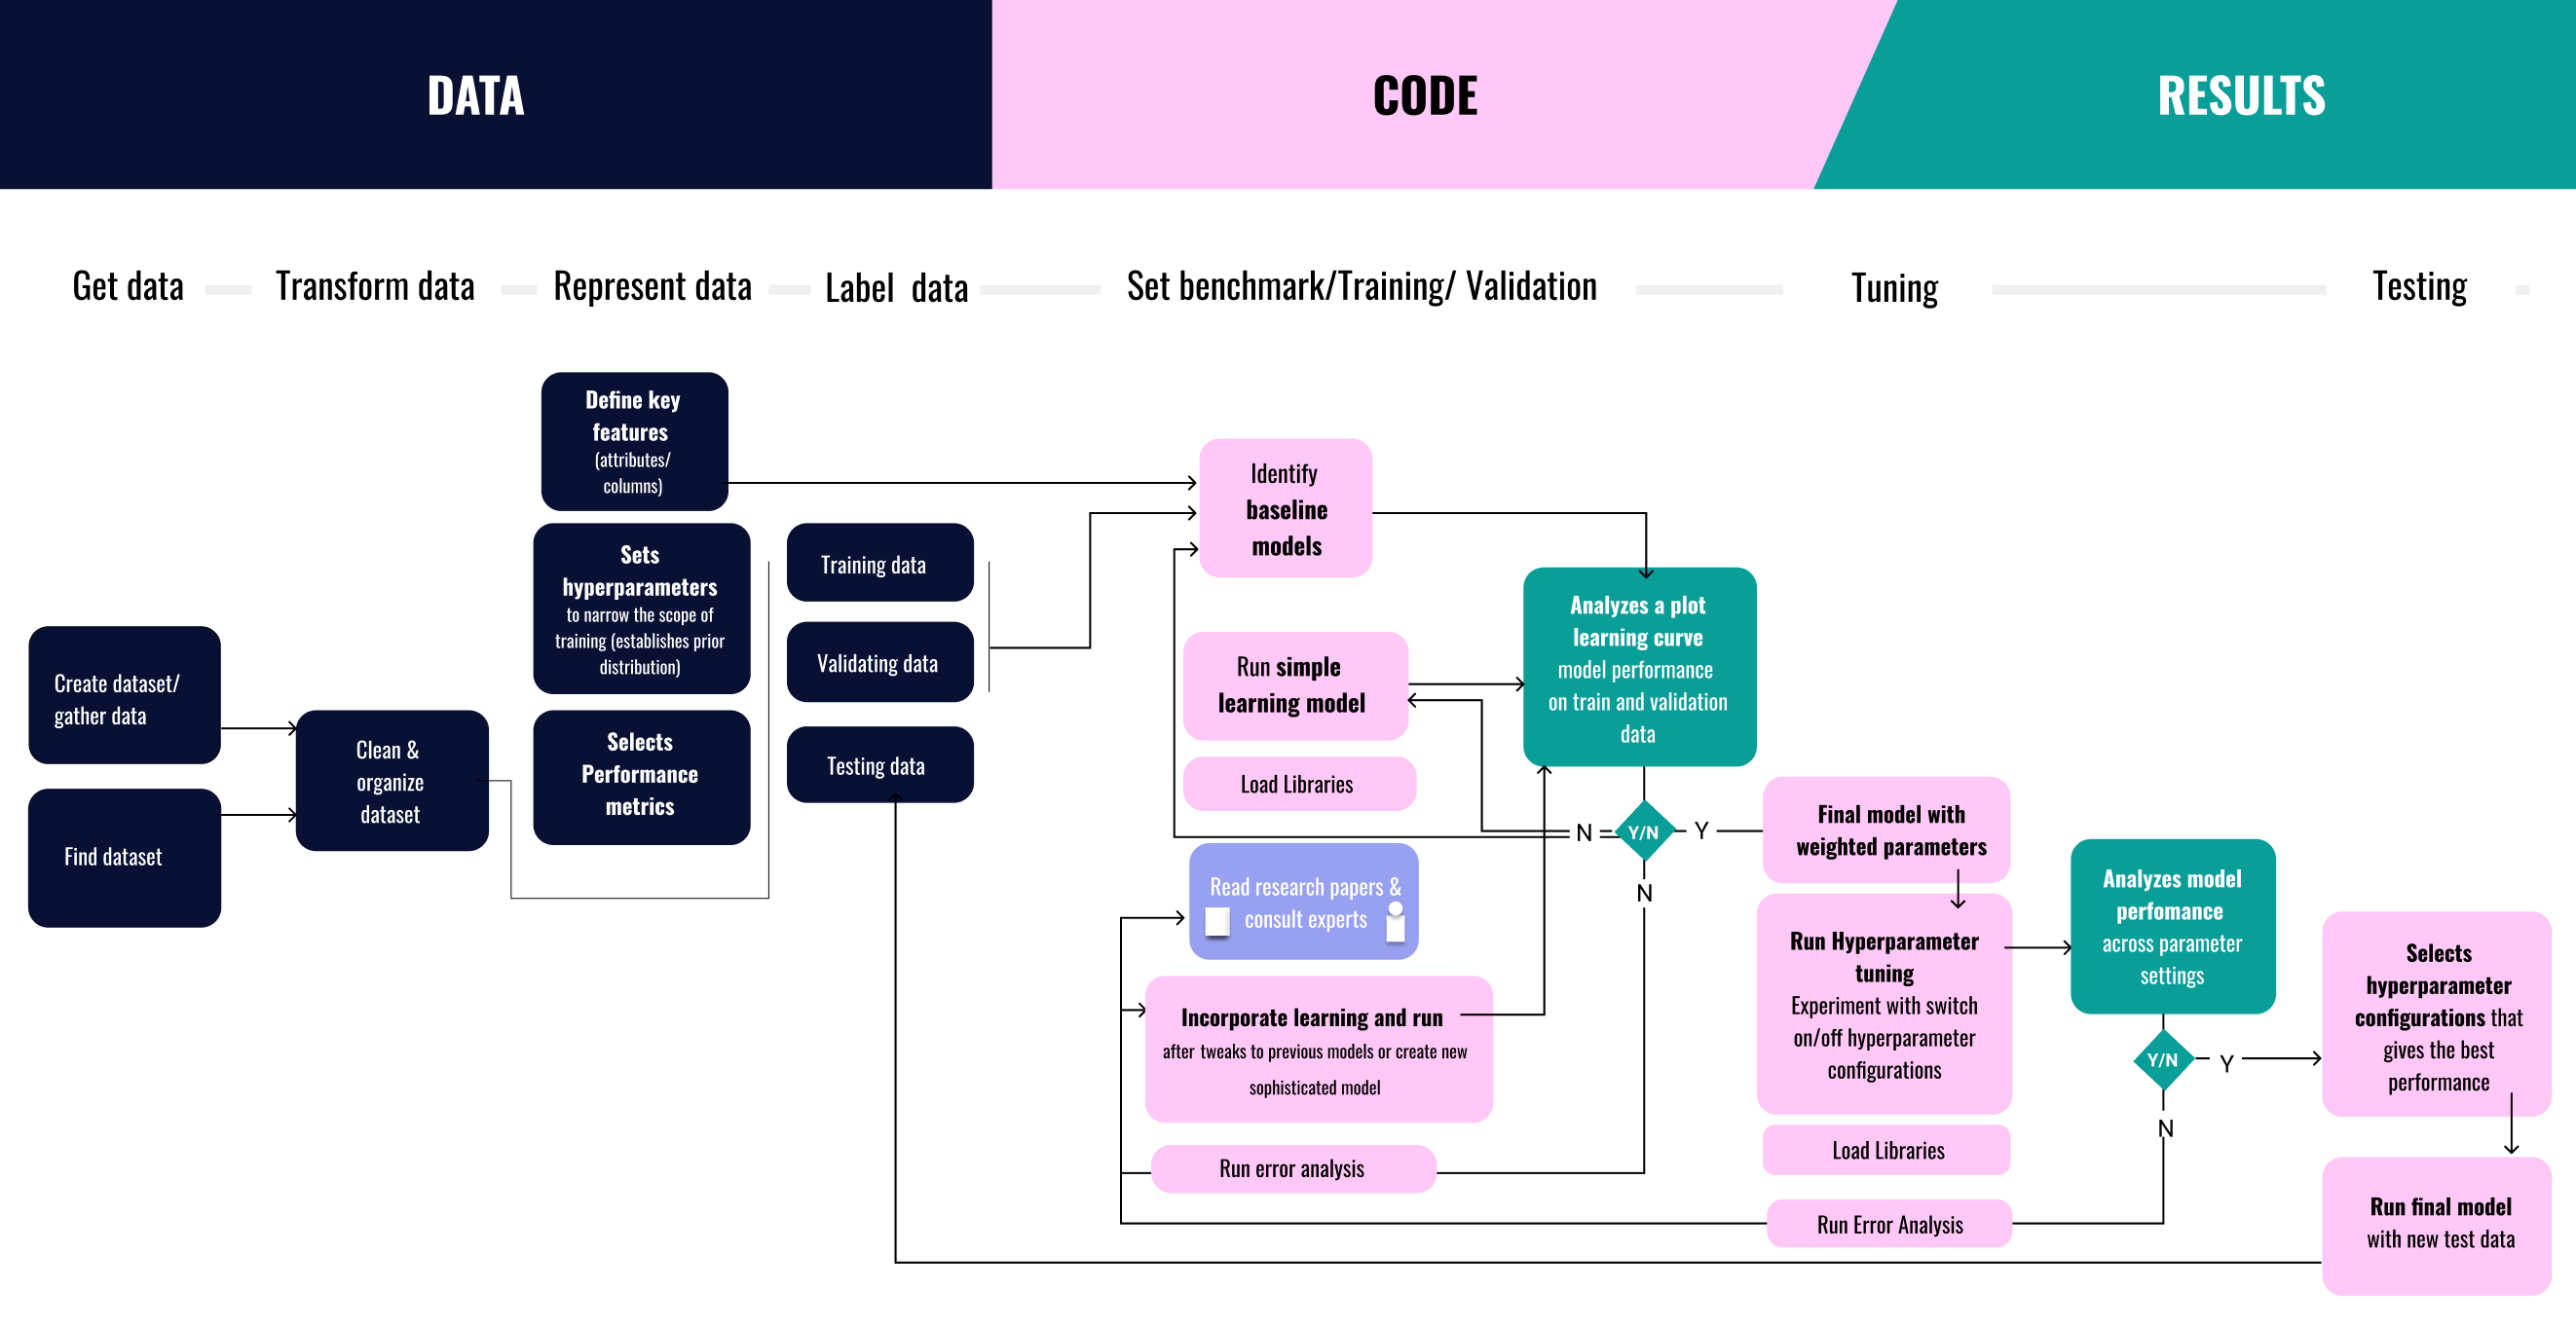 DATA
CODE
RESULTS
Get data
Transform data
Represent data
Label data
Set benchmark/Training/ Validation
Tuning
Testing
Create dataset/
gather data
Find dataset
Clean &
organize
dataset
Define key
features
(attributes/
columns)
Sets
hyperparameters
to narrow the scope of
training (establishes prior
distribution)
Selects
Performance
metrics
Training data
Validating data
Testing data
Identify
baseline
models
Run simple
learning model
Load Libraries
Analyzes a plot
learning curve
model performance
on train and validation
data
N
Y/N
Y
N
Read research papers &
consult experts
Incorporate learning and run
after tweaks to previous models or create new
sophisticated model
Run error analysis
Final model with
weighted parameters
Run Hyperparameter
tuning
Experiment with switch
on/off hyperparameter
configurations
Load Libraries
Run Error Analysis
Analyzes model
perfomance
across parameter
settings
Y/N
Y
N
Selects
hyperparameter
configurations that
gives the best
performance
Run final model
with new test data